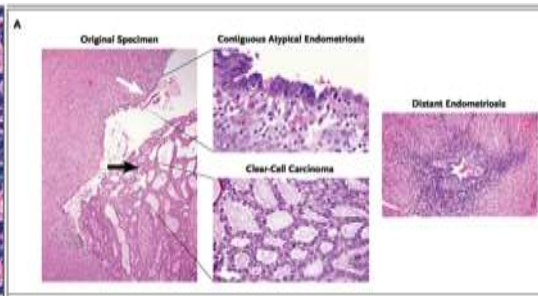 A
Original Specimen
Contiguous Atypical Endometriosis
Distant Endometriosis
Clear-Cell Carcinoma